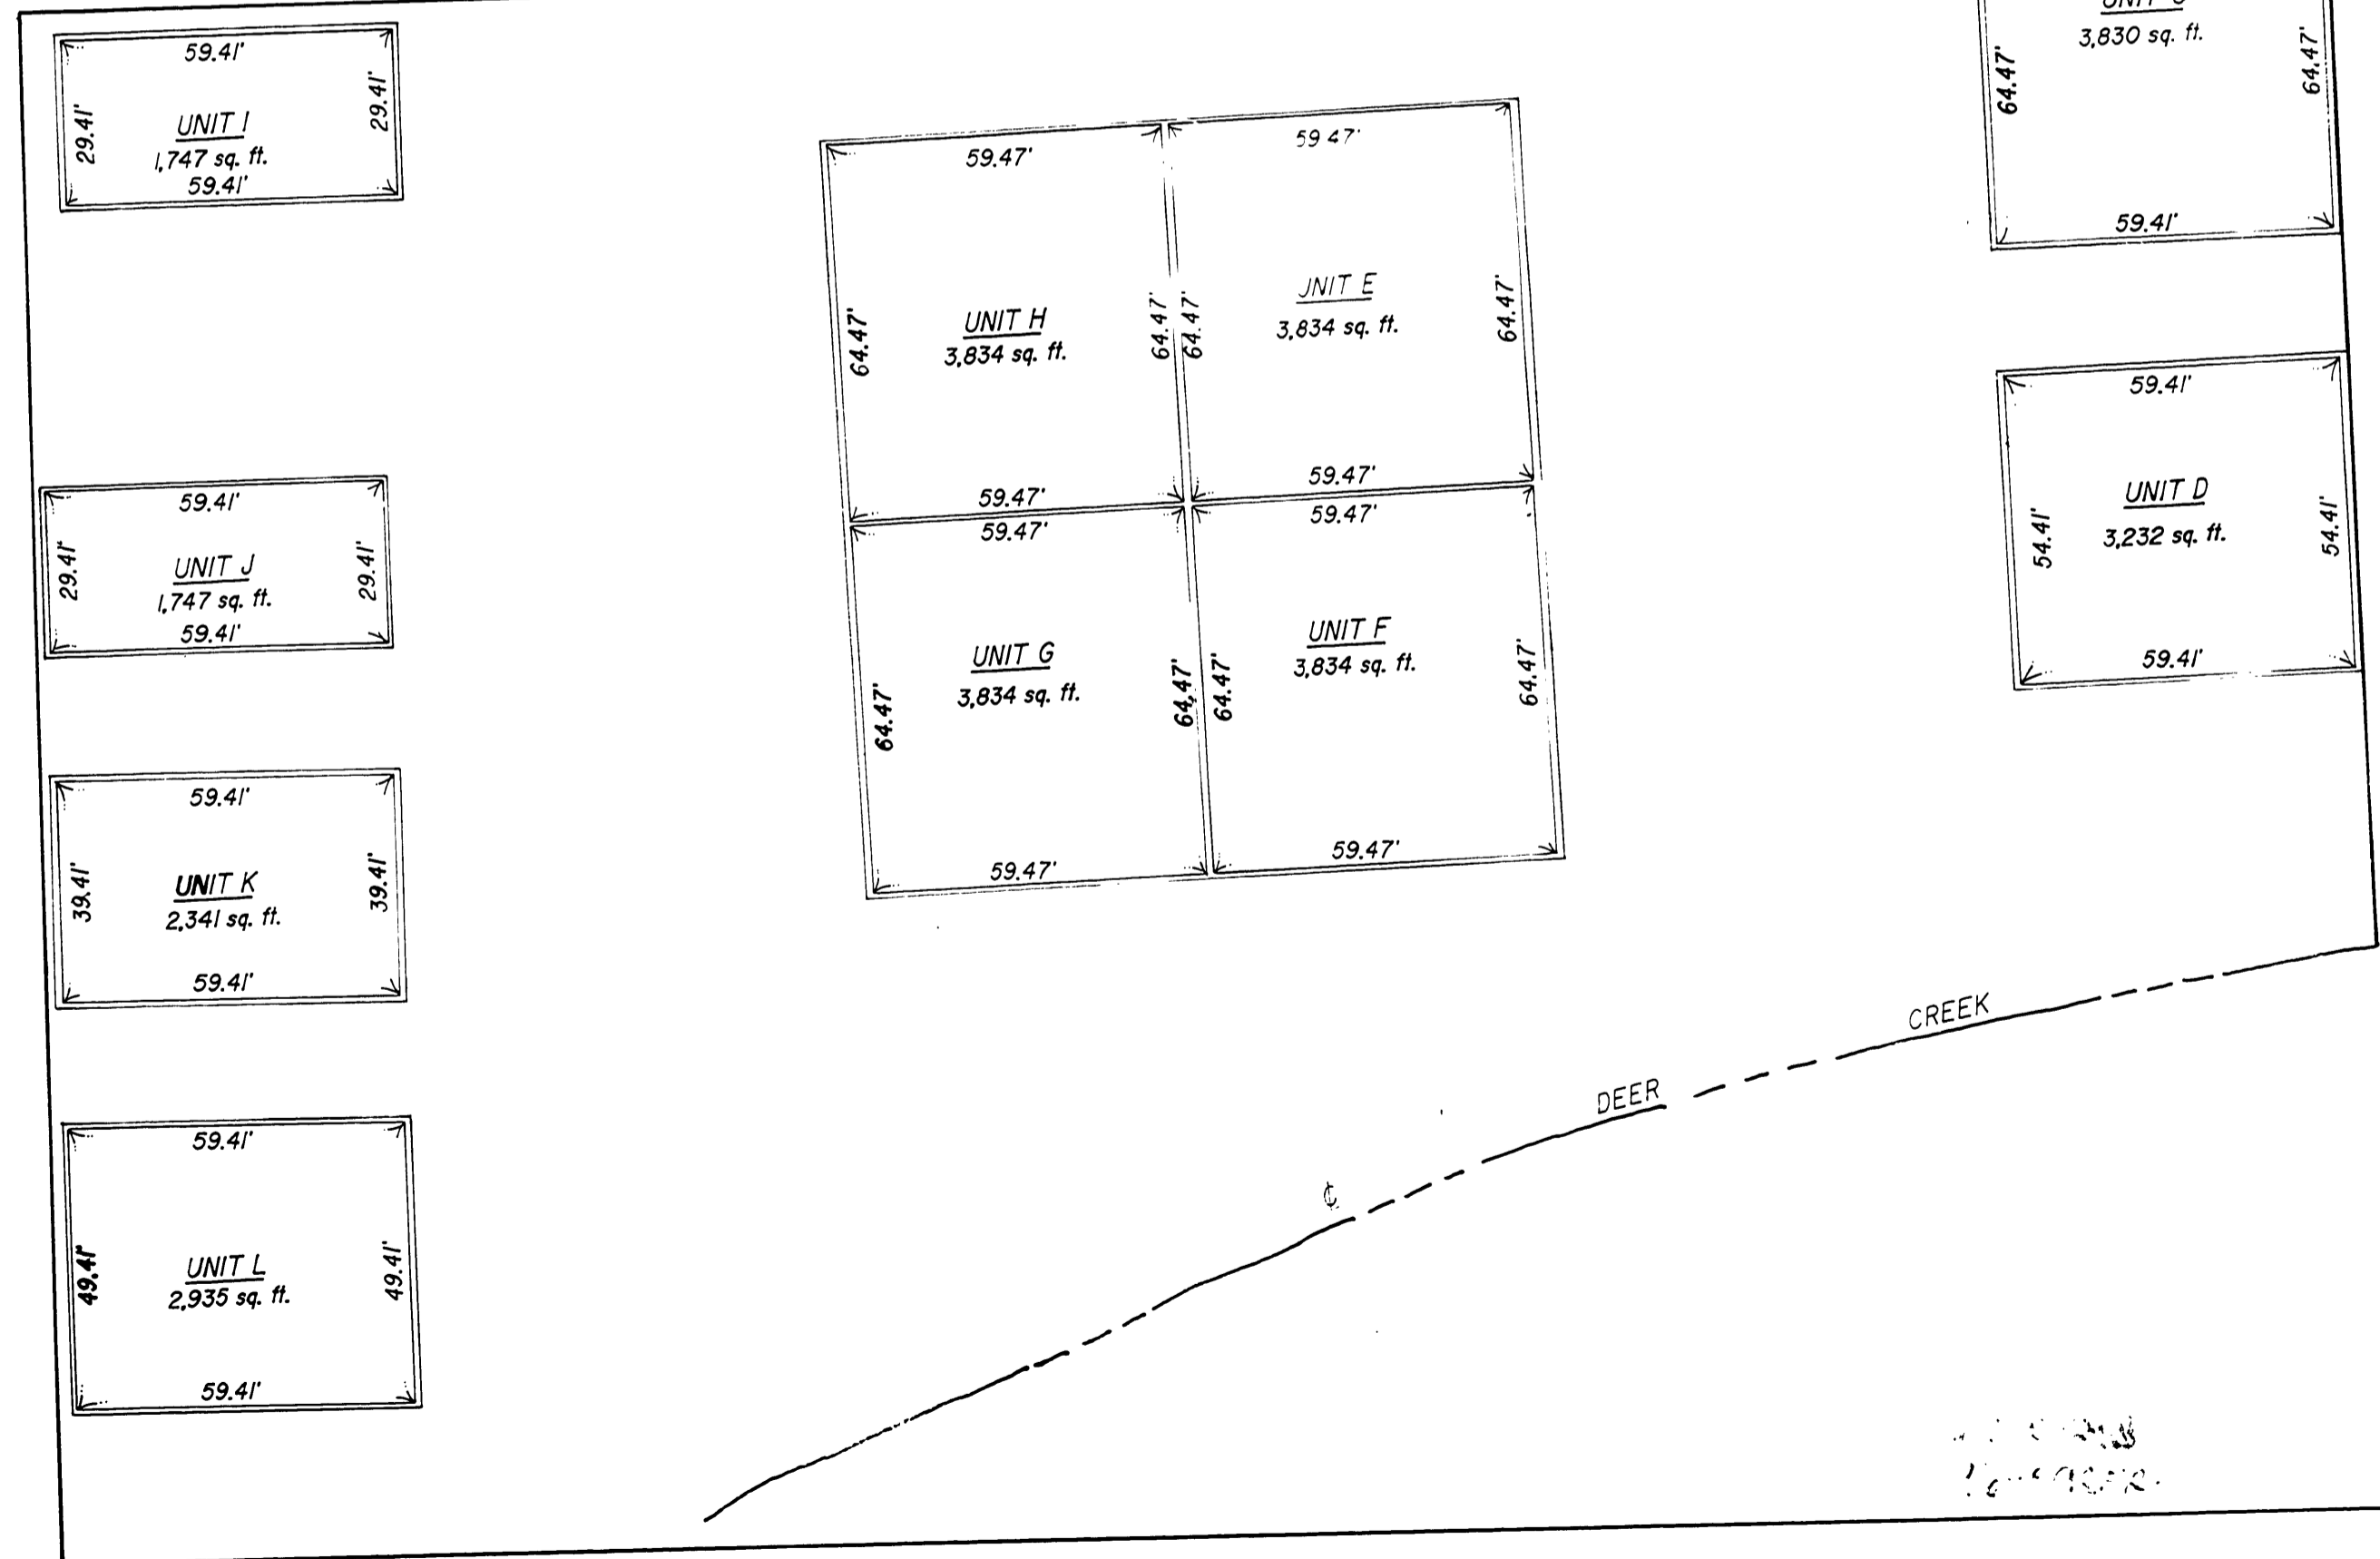 59.41'
29.41'
29.41'
UNIT I
1,747 sq. ft.
59.41'
59.41'
29.41'
29.41'
UNIT J
1,747 sq. ft.
59.41'
59.41'
39.41'
39.41'
UNIT K
2,341 sq. ft.
59.41'
59.41'
49.41'
49.41'
UNIT L
2,935 sq. ft.
59.41'
59.47'
64.47'
UNIT H
3,834 sq. ft.
64.47'
59.47'
59 47'
64.47'
UNIT E
3,834 sq. ft.
64.47'
59.47'
59.47'
64.47'
UNIT G
3,834 sq. ft.
64.47'
59.47'
59.47'
64.47'
UNIT F
3,834 sq. ft.
64.47'
59.47'
3,830 sq. ft.
64.47'
64.47'
59.41'
59.41'
54.41'
UNIT D
3,232 sq. ft.
54.41'
59.41'
℄
DEER
CREEK